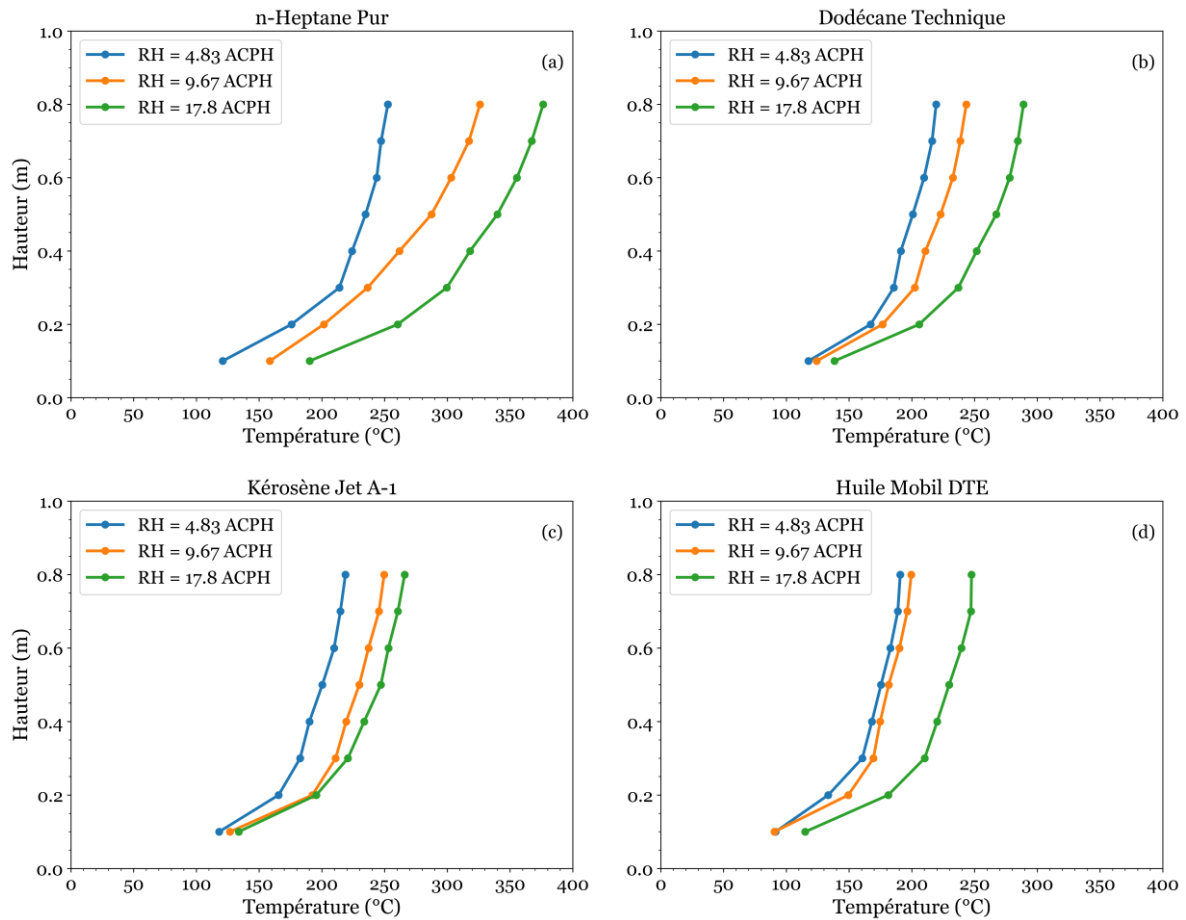 n-Heptane Pur
1.0
0.8
0.6
0.4
0.2
0.0
Hauteur (m)
RH = 4.83 ACPH
RH = 9.67 ACPH
RH = 17.8 ACPH
(a)
0 50 100 150 200 250 300 350 400
Température (°C)
Dodécane Technique
1.0
0.8
0.6
0.4
0.2
0.0
RH = 4.83 ACPH
RH = 9.67 ACPH
RH = 17.8 ACPH
(b)
0 50 100 150 200 250 300 350 400
Température (°C)
Kérosène Jet A-1
1.0
0.8
0.6
0.4
0.2
0.0
Hauteur (m)
RH = 4.83 ACPH
RH = 9.67 ACPH
RH = 17.8 ACPH
(c)
0 50 100 150 200 250 300 350 400
Température (°C)
Huile Mobil DTE
1.0
0.8
0.6
0.4
0.2
0.0
RH = 4.83 ACPH
RH = 9.67 ACPH
RH = 17.8 ACPH
(d)
0 50 100 150 200 250 300 350 400
Température (°C)